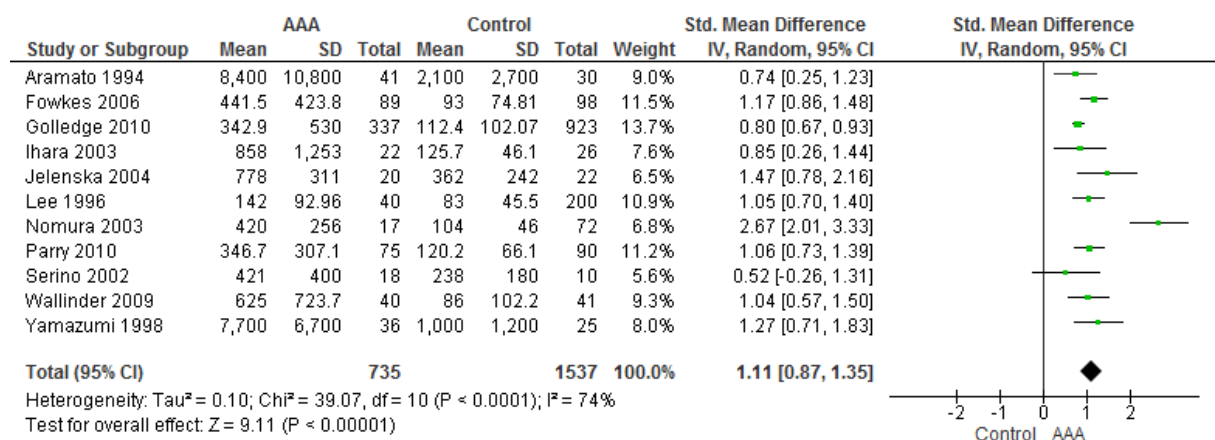 AAA Control Std. Mean Difference Std. Mean Difference
Study or Subgroup Mean SD Total Mean SD Total Weight IV, Random, 95% CI IV, Random, 95% CI
Aramato 1994 8,400 10,800 41 2,100 2,700 30 9.0% 0.74 [0.25, 1.23]
Fowkes 2006 441.5 423.8 89 93 74.81 98 11.5% 1.17 [0.86, 1.48]
Golledge 2010 342.9 530 337 112.4 102.07 923 13.7% 0.80 [0.67, 0.93]
Ihara 2003 858 1,253 22 125.7 46.1 26 7.6% 0.85 [0.26, 1.44]
Jelenska 2004 778 311 20 362 242 22 6.5% 1.47 [0.78, 2.16]
Lee 1996 142 92.96 40 83 45.5 200 10.9% 1.05 [0.70, 1.40]
Nomura 2003 420 256 17 104 46 72 6.8% 2.67 [2.01, 3.33]
Parry 2010 346.7 307.1 75 120.2 66.1 90 11.2% 1.06 [0.73, 1.39]
Serino 2002 421 400 18 238 180 10 5.6% 0.52 [-0.26, 1.31]
Wallinder 2009 625 723.7 40 86 102.2 41 9.3% 1.04 [0.57, 1.50]
Yamazumi 1998 7,700 6,700 36 1,000 1,200 25 8.0% 1.27 [0.71, 1.83]
Total (95% CI) 735 1537 100.0% 1.11 [0.87, 1.35]
Heterogeneity: Tau² = 0.10; Chi² = 39.07, df = 10 (P < 0.0001); I² = 74%
Test for overall effect: Z = 9.11 (P < 0.00001)
-2 -1 0 1 2
Control AAA